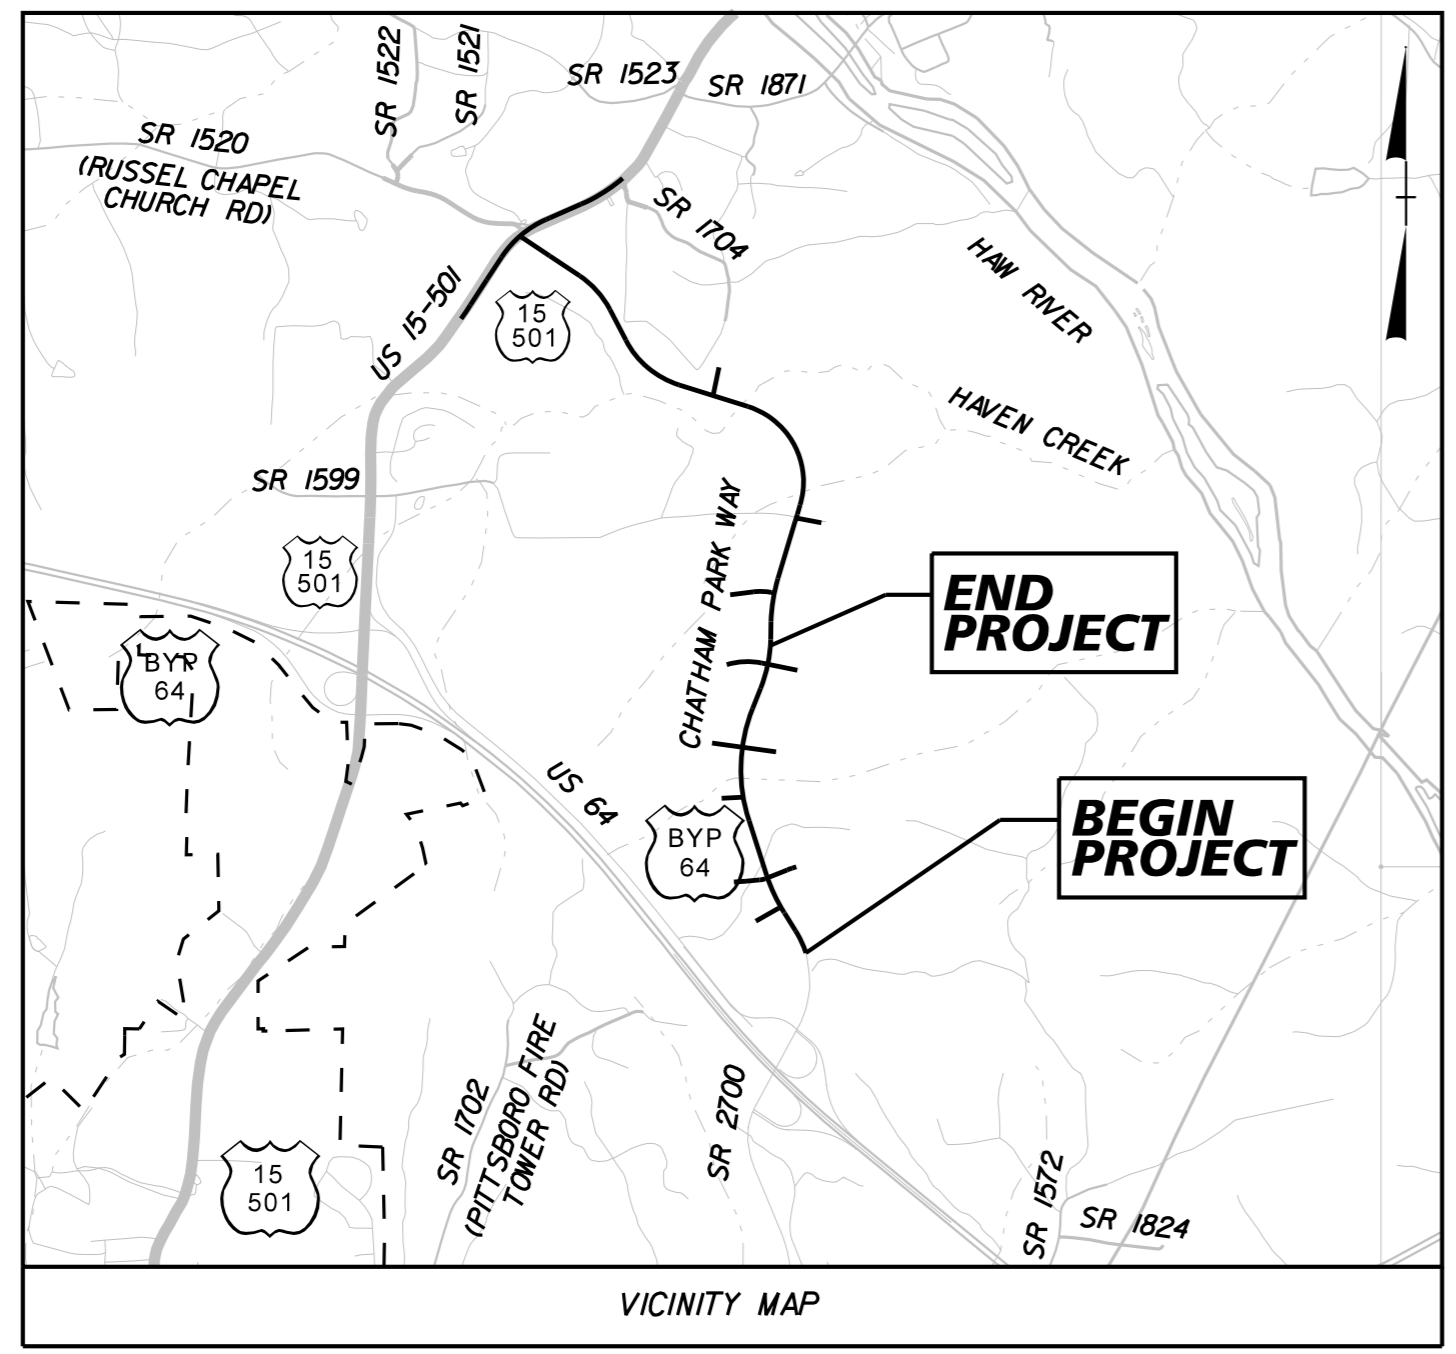 SR 1522
SR 1521
SR 1523
SR 1871
SR 1520
(RUSSEL CHAPEL
CHURCH RD)
SR 1704
HAW RIVER
US 15-501
15
501
HAVEN CREEK
SR 1599
CHATHAM PARK WAY
15
501
END
PROJECT
BYP
64
US 64
BEGIN
PROJECT
BYP
64
SR 1702
(PITTSBORO FIRE
TOWER RD)
SR 2700
15
501
SR 1572
SR 1824
VICINITY MAP